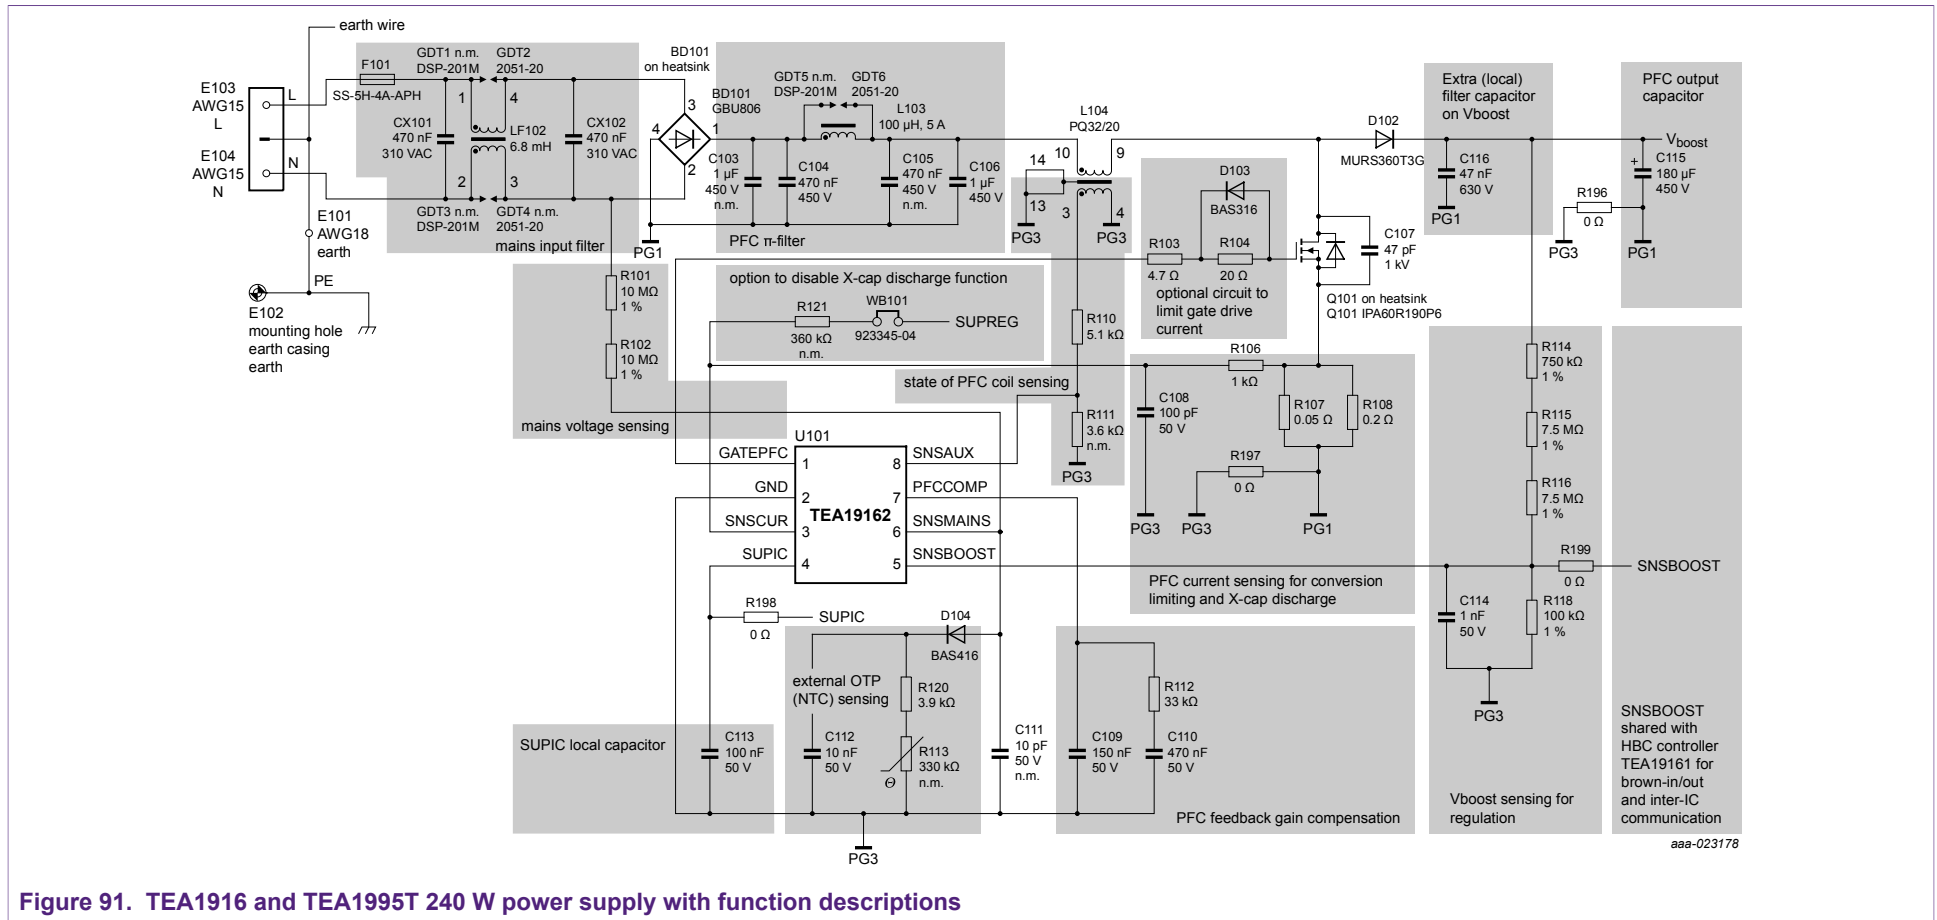 earth wire
E103
AWG15
L
L
E104
AWG15
N
N
F101
SS-5H-4A-APH
GDT1 n.m.
DSP-201M
GDT2
2051-20
1
4
CX101
470 nF
310 VAC
LF102
6.8 mH
CX102
470 nF
310 VAC
2
3
GDT3 n.m.
DSP-201M
GDT4 n.m.
2051-20
mains input filter
E101
AWG18
earth
PE
E102
mounting hole
earth casing
earth
BD101
on heatsink
BD101
GBU806
3
4
1
2
PG1
C103
1 µF
450 V
n.m.
C104
470 nF
450 V
GDT5 n.m.
DSP-201M
GDT6
2051-20
L103
100 µH, 5 A
C105
470 nF
450 V
n.m.
C106
1 µF
450 V
PFC π-filter
L104
PQ32/20
10
9
14
13
3
4
PG3
PG3
D103
BAS316
R103
4.7 Ω
R104
20 Ω
optional circuit to
limit gate drive
current
D102
MURS360T3G
C107
47 pF
1 kV
Q101 on heatsink
Q101 IPA60R190P6
Extra (local)
filter capacitor
on Vboost
C116
47 nF
630 V
PG1
PFC output
capacitor
Vboost
+
C115
180 µF
450 V
R196
0 Ω
PG3
PG1
R101
10 MΩ
1 %
R102
10 MΩ
1 %
mains voltage sensing
option to disable X-cap discharge function
R121
360 kΩ
n.m.
WB101
923345-04
SUPREG
R110
5.1 kΩ
state of PFC coil sensing
R111
3.6 kΩ
n.m.
PG3
R106
1 kΩ
C108
100 pF
50 V
R107
0.05 Ω
R108
0.2 Ω
R197
0 Ω
PG3
PG3
PG1
PFC current sensing for conversion
limiting and X-cap discharge
R114
750 kΩ
1 %
R115
7.5 MΩ
1 %
R116
7.5 MΩ
1 %
R199
0 Ω
SNSBOOST
C114
1 nF
50 V
R118
100 kΩ
1 %
PG3
Vboost sensing for
regulation
SNSBOOST
shared with
HBC controller
TEA19161 for
brown-in/out
and inter-IC
communication
U101
TEA19162
GATEPFC
1
GND
2
SNSCUR
3
SUPIC
4
8
SNSAUX
7
PFCCOMP
6
SNSMAINS
5
SNSBOOST
R198
0 Ω
SUPIC
D104
BAS416
external OTP
(NTC) sensing
R120
3.9 kΩ
SUPIC local capacitor
C113
100 nF
50 V
C112
10 nF
50 V
R113
330 kΩ
n.m.
Θ
C111
10 pF
50 V
n.m.
C109
150 nF
50 V
R112
33 kΩ
C110
470 nF
50 V
PFC feedback gain compensation
PG3
aaa-023178
Figure 91. TEA1916 and TEA1995T 240 W power supply with function descriptions